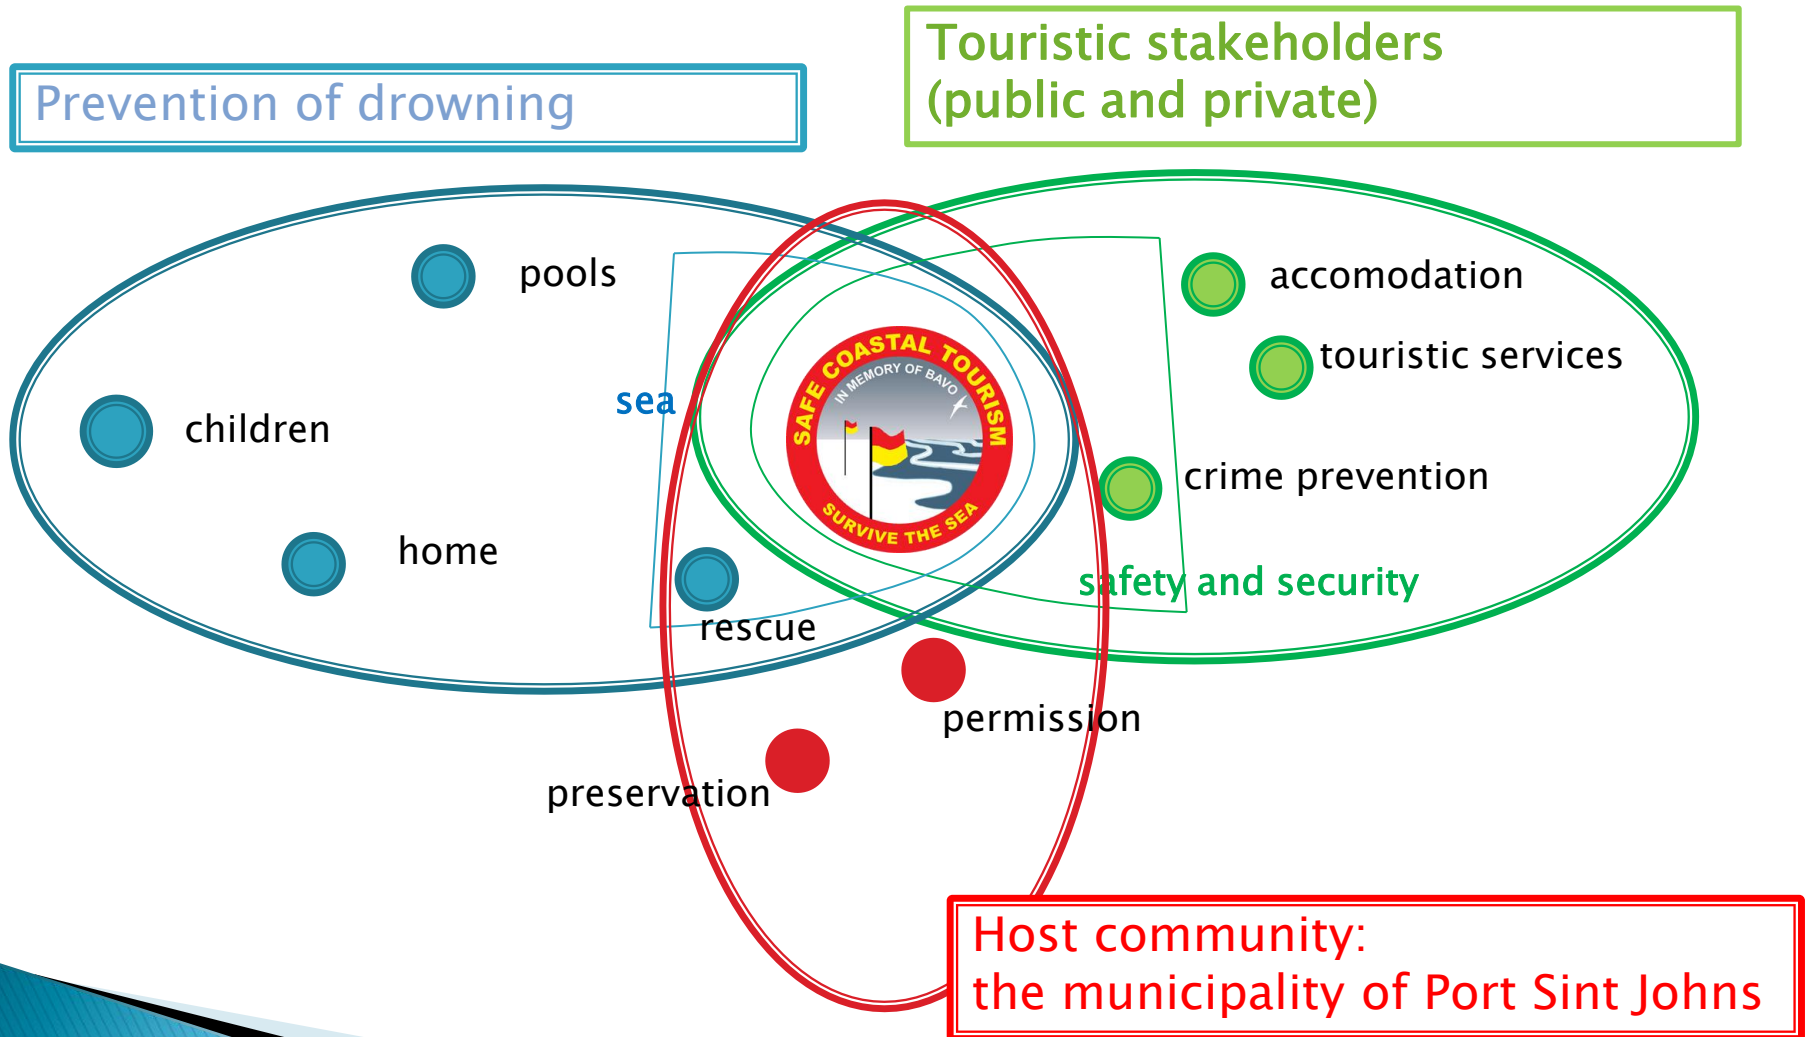 Touristic stakeholders
(public and private)
Prevention of drowning
pools
accomodation
touristic services
sea
SAFE COASTAL TOURISM
IN MEMORY OF BAVO
SURVIVE THE SEA
children
crime prevention
home
safety and security
rescue
permission
preservation
Host community:
the municipality of Port Sint Johns